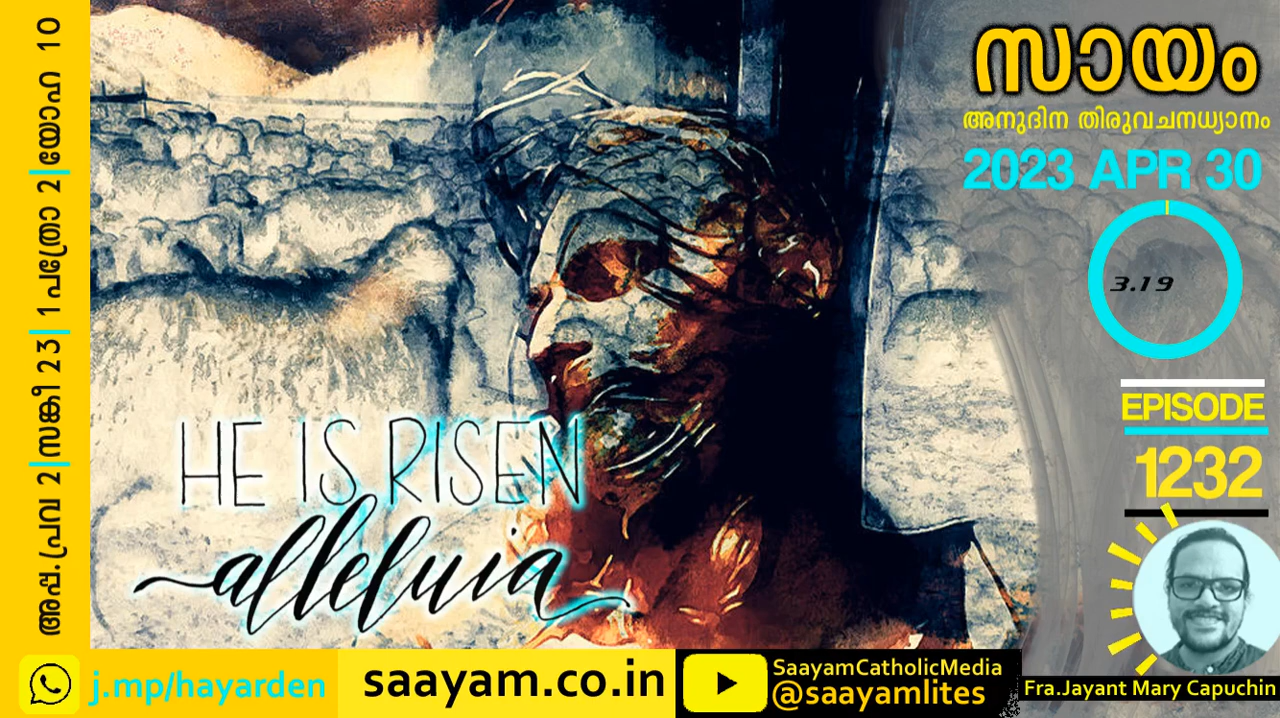 അപ്പ.പ്രവ 2|സങ്കീ 23|1 പത്രോ 2|യോഹ 10
സായം
അനുദിന തിരുവചനധ്യാനം
2023 APR 30
3.19
EPISODE
1232
HE IS RISEN
alleluia
j.mp/hayarden
saayam.co.in
SaayamCatholicMedia
@saayamlites
Fra.Jayant Mary Capuchin